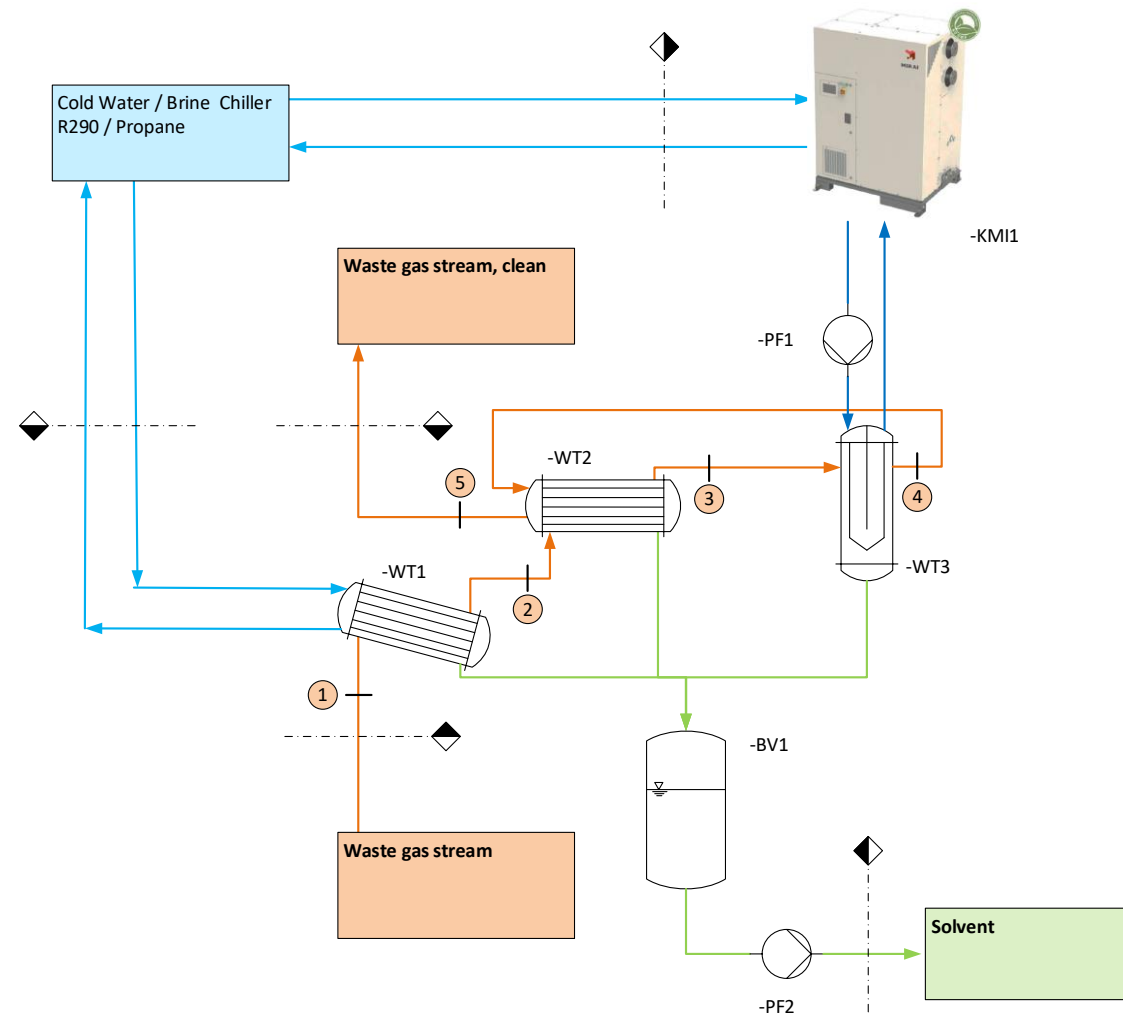 Cold Water / Brine Chiller
R290 / Propane
MIRAI
-KMI1
Waste gas stream, clean
-PF1
-WT2
5
3
4
-WT1
-WT3
2
1
-BV1
Waste gas stream
Solvent
-PF2